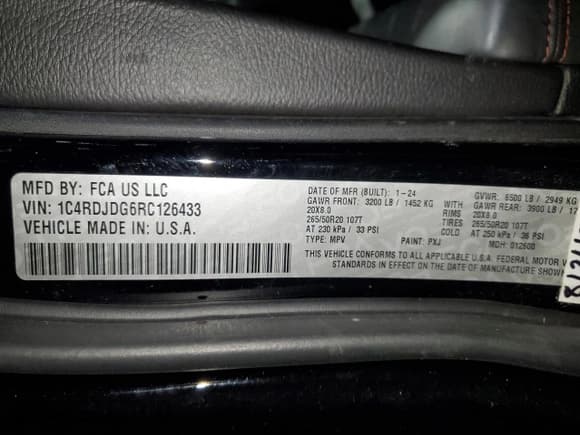 MFD BY: FCA US LLC
VIN: 1C4RDJDG6RC126433
VEHICLE MADE IN: U.S.A.
DATE OF MFR (BUILT): 1-24 GVWR: 6500 LB / 2949 KG
GAWR FRONT: 3200 LB / 1452 KG WITH GAWR REAR: 3900 LB / 17
20X8.0 RIMS 20X8.0
265/50R20 107T TIRES 265/50R20 107T
AT 230 kPa / 33 PSI COLD AT 250 kPa / 36 PSI
TYPE: MPV PAINT: PXJ MDH: 012600
THIS VEHICLE CONFORMS TO ALL APPLICABLE U.S.A. FEDERAL MOTOR V
STANDARDS IN EFFECT ON THE DATE OF MANUFACTURE SHOW